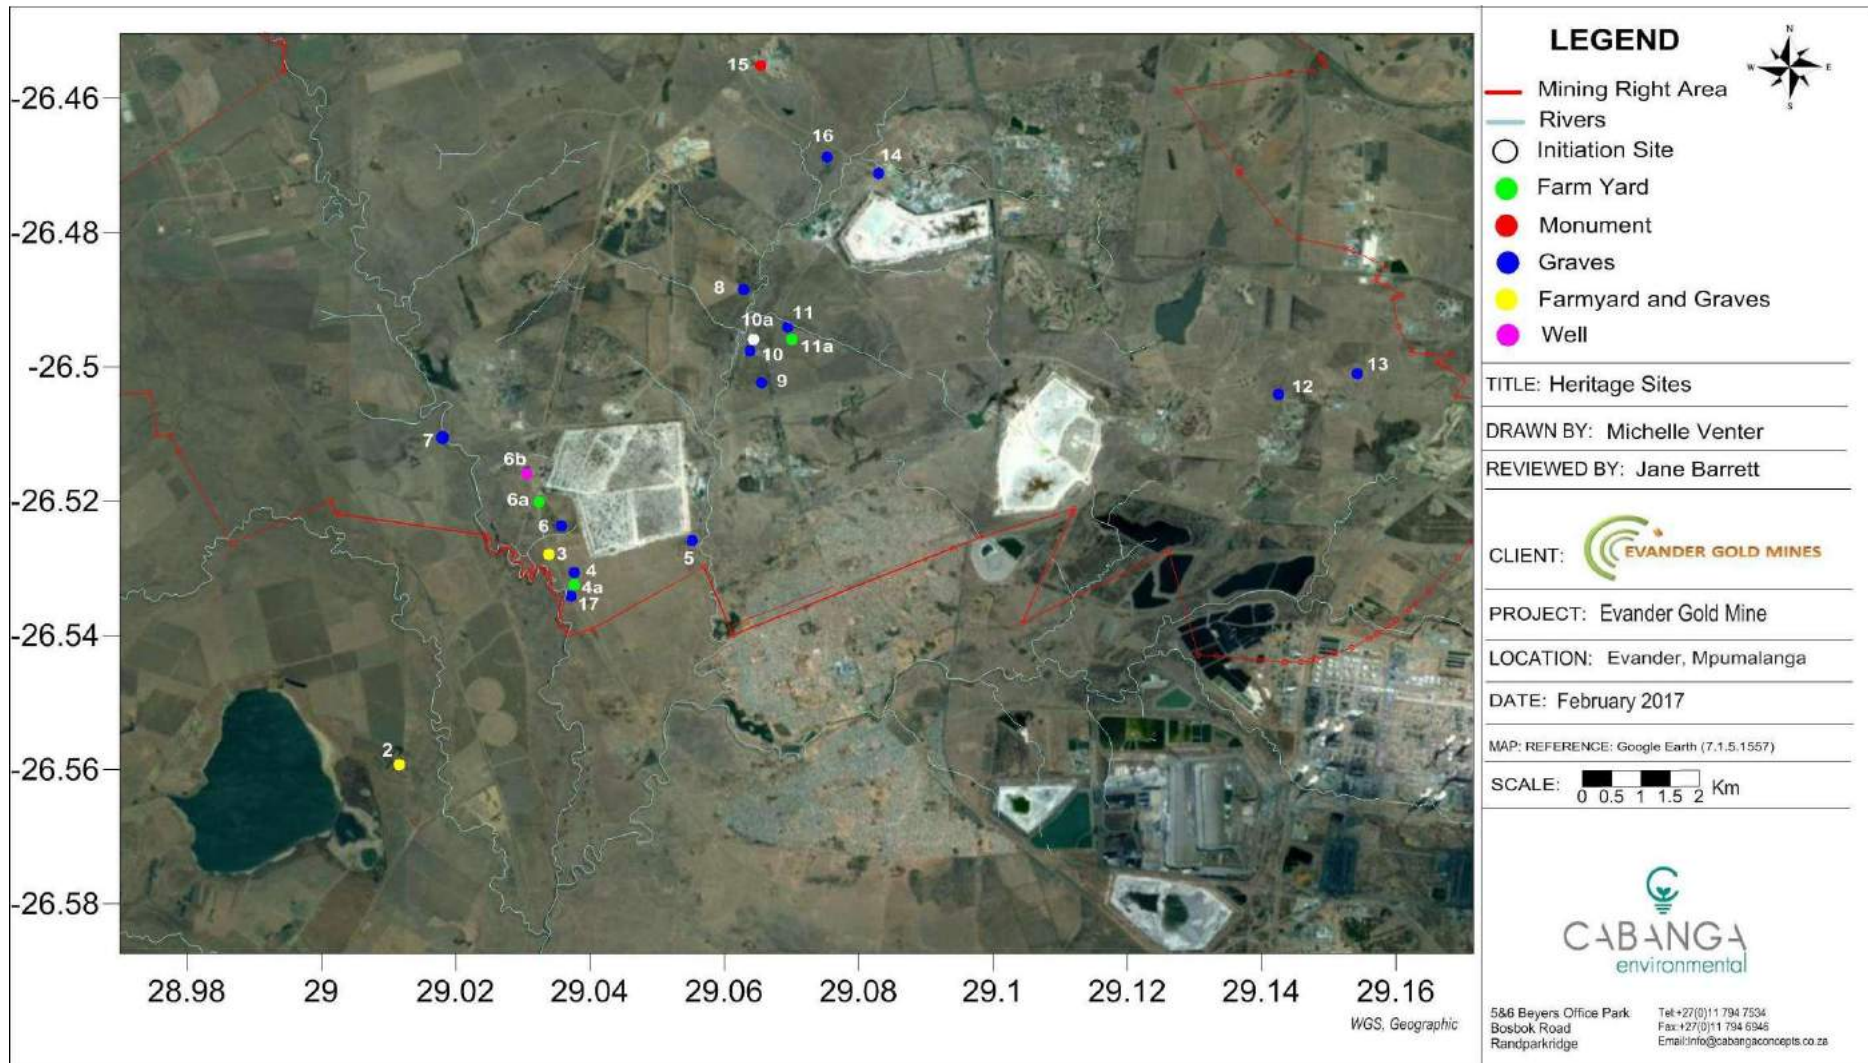 15
16
14
8
11
10a
11a
10
9
13
12
7
6b
6a
6
3
5
4
4a
17
2
-26.46
-26.48
-26.5
-26.52
-26.54
-26.56
-26.58
28.98
29
29.02
29.04
29.06
29.08
29.1
29.12
29.14
29.16
WGS, Geographic
LEGEND
N
W
E
S
Mining Right Area
Rivers
Initiation Site
Farm Yard
Monument
Graves
Farmyard and Graves
Well
TITLE: Heritage Sites
DRAWN BY: Michelle Venter
REVIEWED BY: Jane Barrett
CLIENT: EVANDER GOLD MINES
PROJECT: Evander Gold Mine
LOCATION: Evander, Mpumalanga
DATE: February 2017
MAP: REFERENCE: Google Earth (7.1.5.1557)
SCALE: 0 0.5 1 1.5 2 Km
CABANGA
environmental
5&6 Beyers Office Park
Bosbok Road
Randparkridge
Tel:+27(0)11 794 7534
Fax:+27(0)11 794 6946
Email:Info@cabangaconcepts.co.za